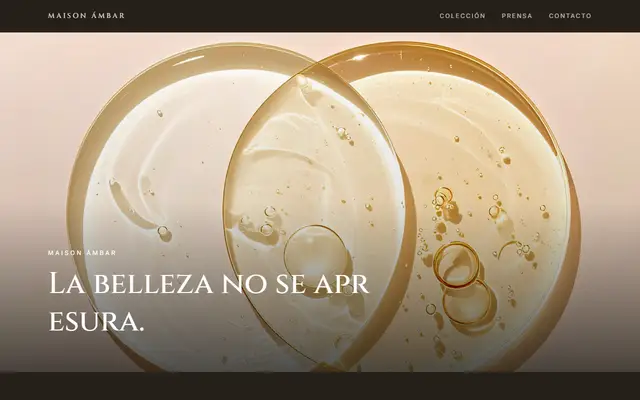 MAISON ÁMBAR
COLECCIÓN PRENSA CONTACTO
MAISON ÁMBAR
La belleza no se apr
esura.